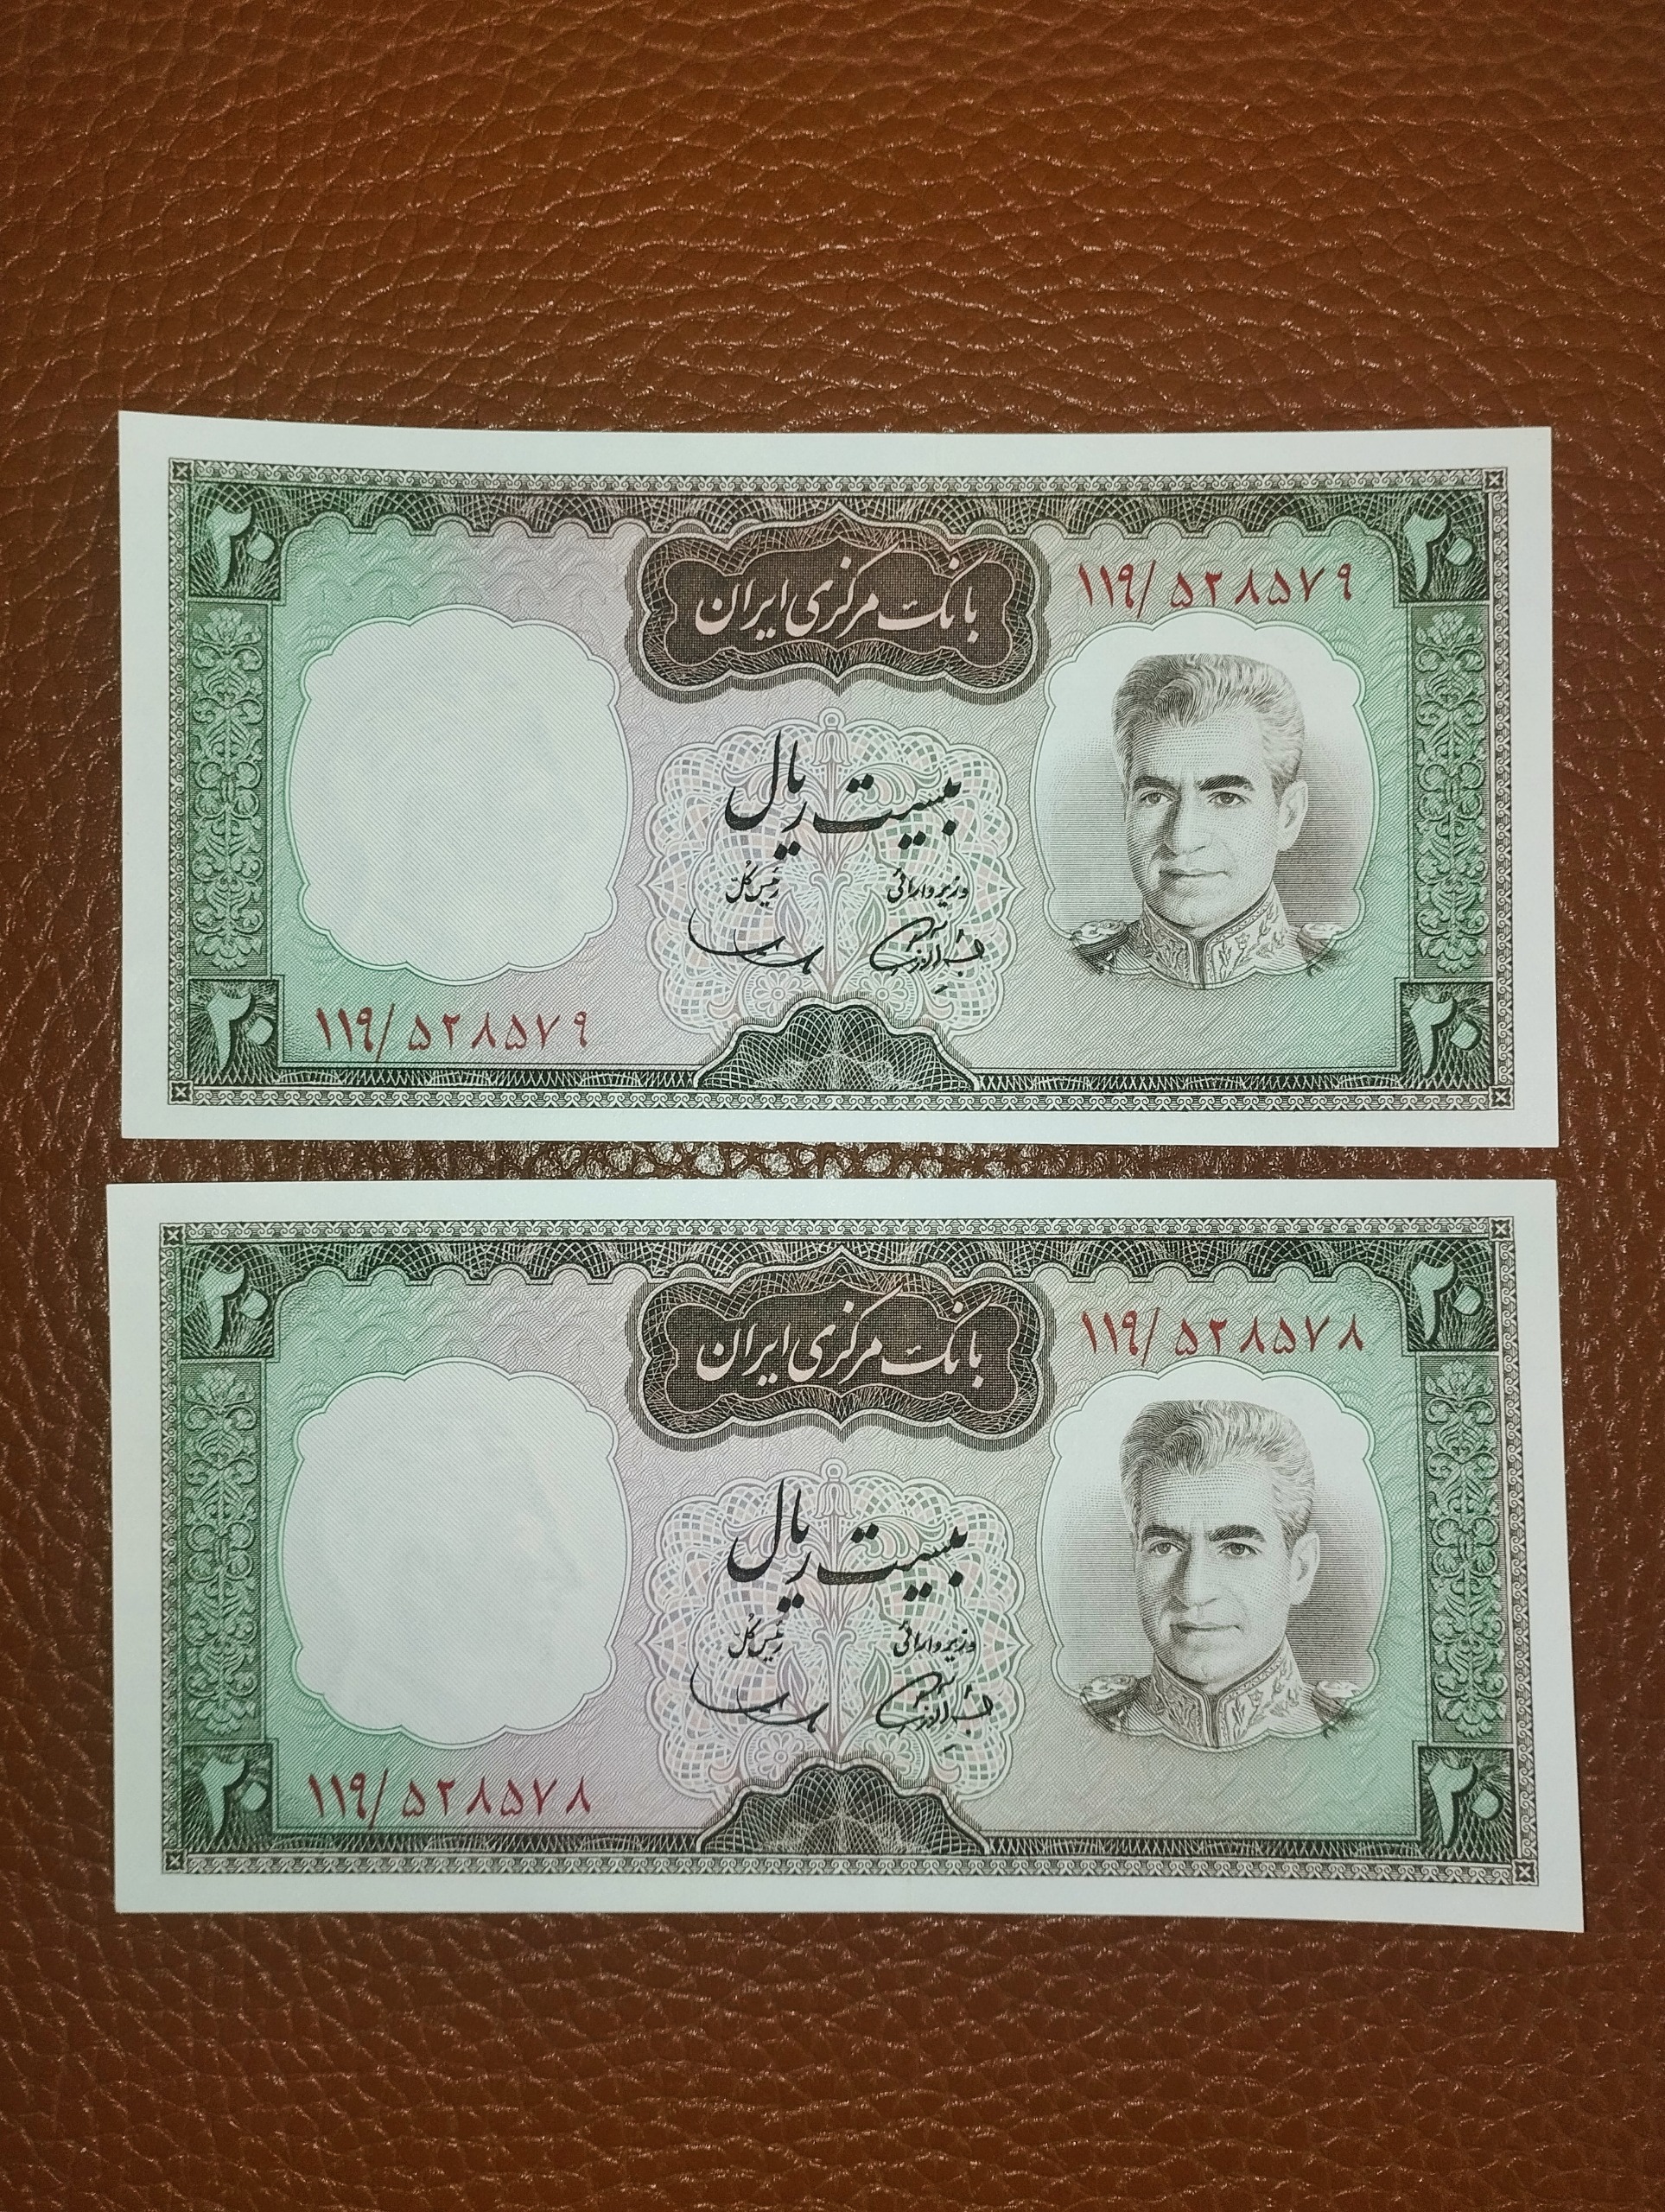 ۲۰
۲۰
بانک مرکزی ایران
۱۱۹/۵۲۸۵۷۹
بیست ریال
وزیر دارائی
رئیس کل
۱۱۹/۵۲۸۵۷۹
۲۰
۲۰
۲۰
۲۰
بانک مرکزی ایران
۱۱۹/۵۲۸۵۷۸
بیست ریال
وزیر دارائی
رئیس کل
۱۱۹/۵۲۸۵۷۸
۲۰
۲۰